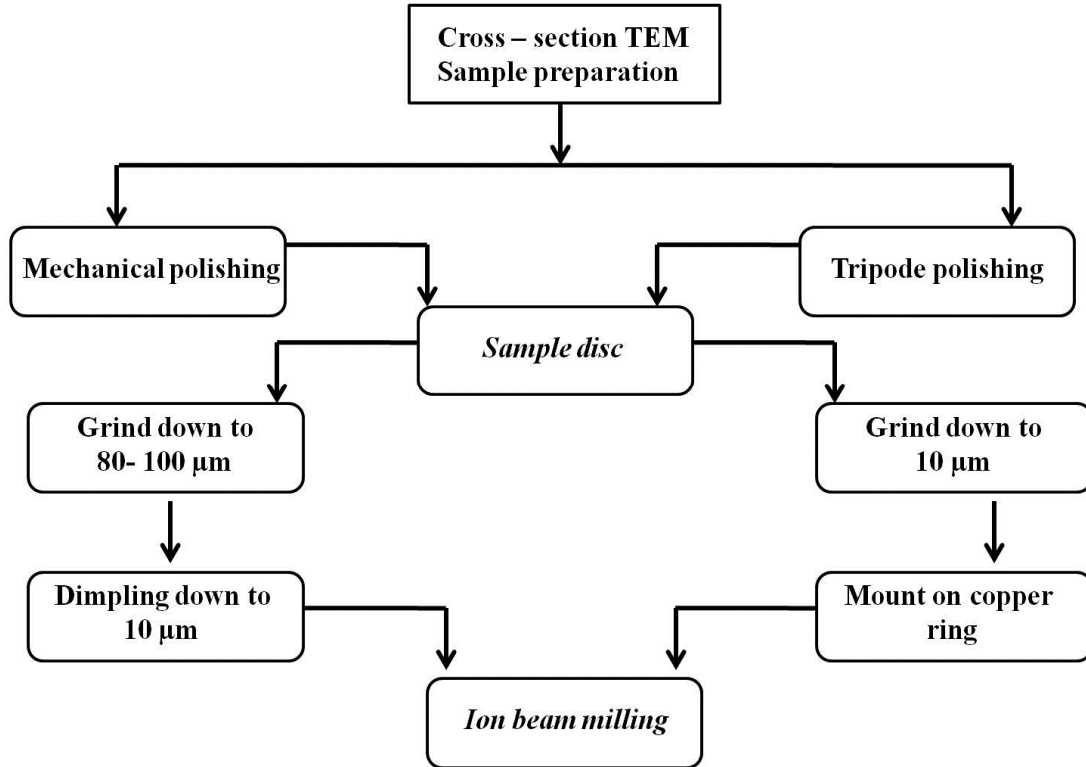 Cross – section TEM
Sample preparation
Mechanical polishing
Tripode polishing
Sample disc
Grind down to
80- 100 μm
Grind down to
10 μm
Dimpling down to
10 μm
Mount on copper
ring
Ion beam milling